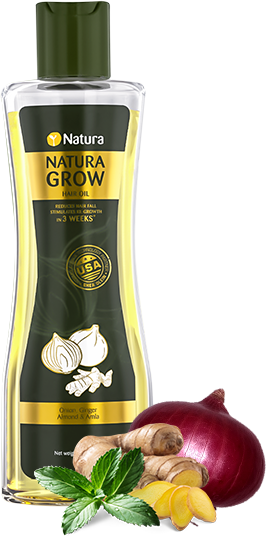 Natura
NATURA
GROW
HAIR OIL
REDUCES HAIR FALL
STIMULATES RE-GROWTH
IN 3 WEEKS*
USA
Onion, Ginger
Almond & Amla
Net